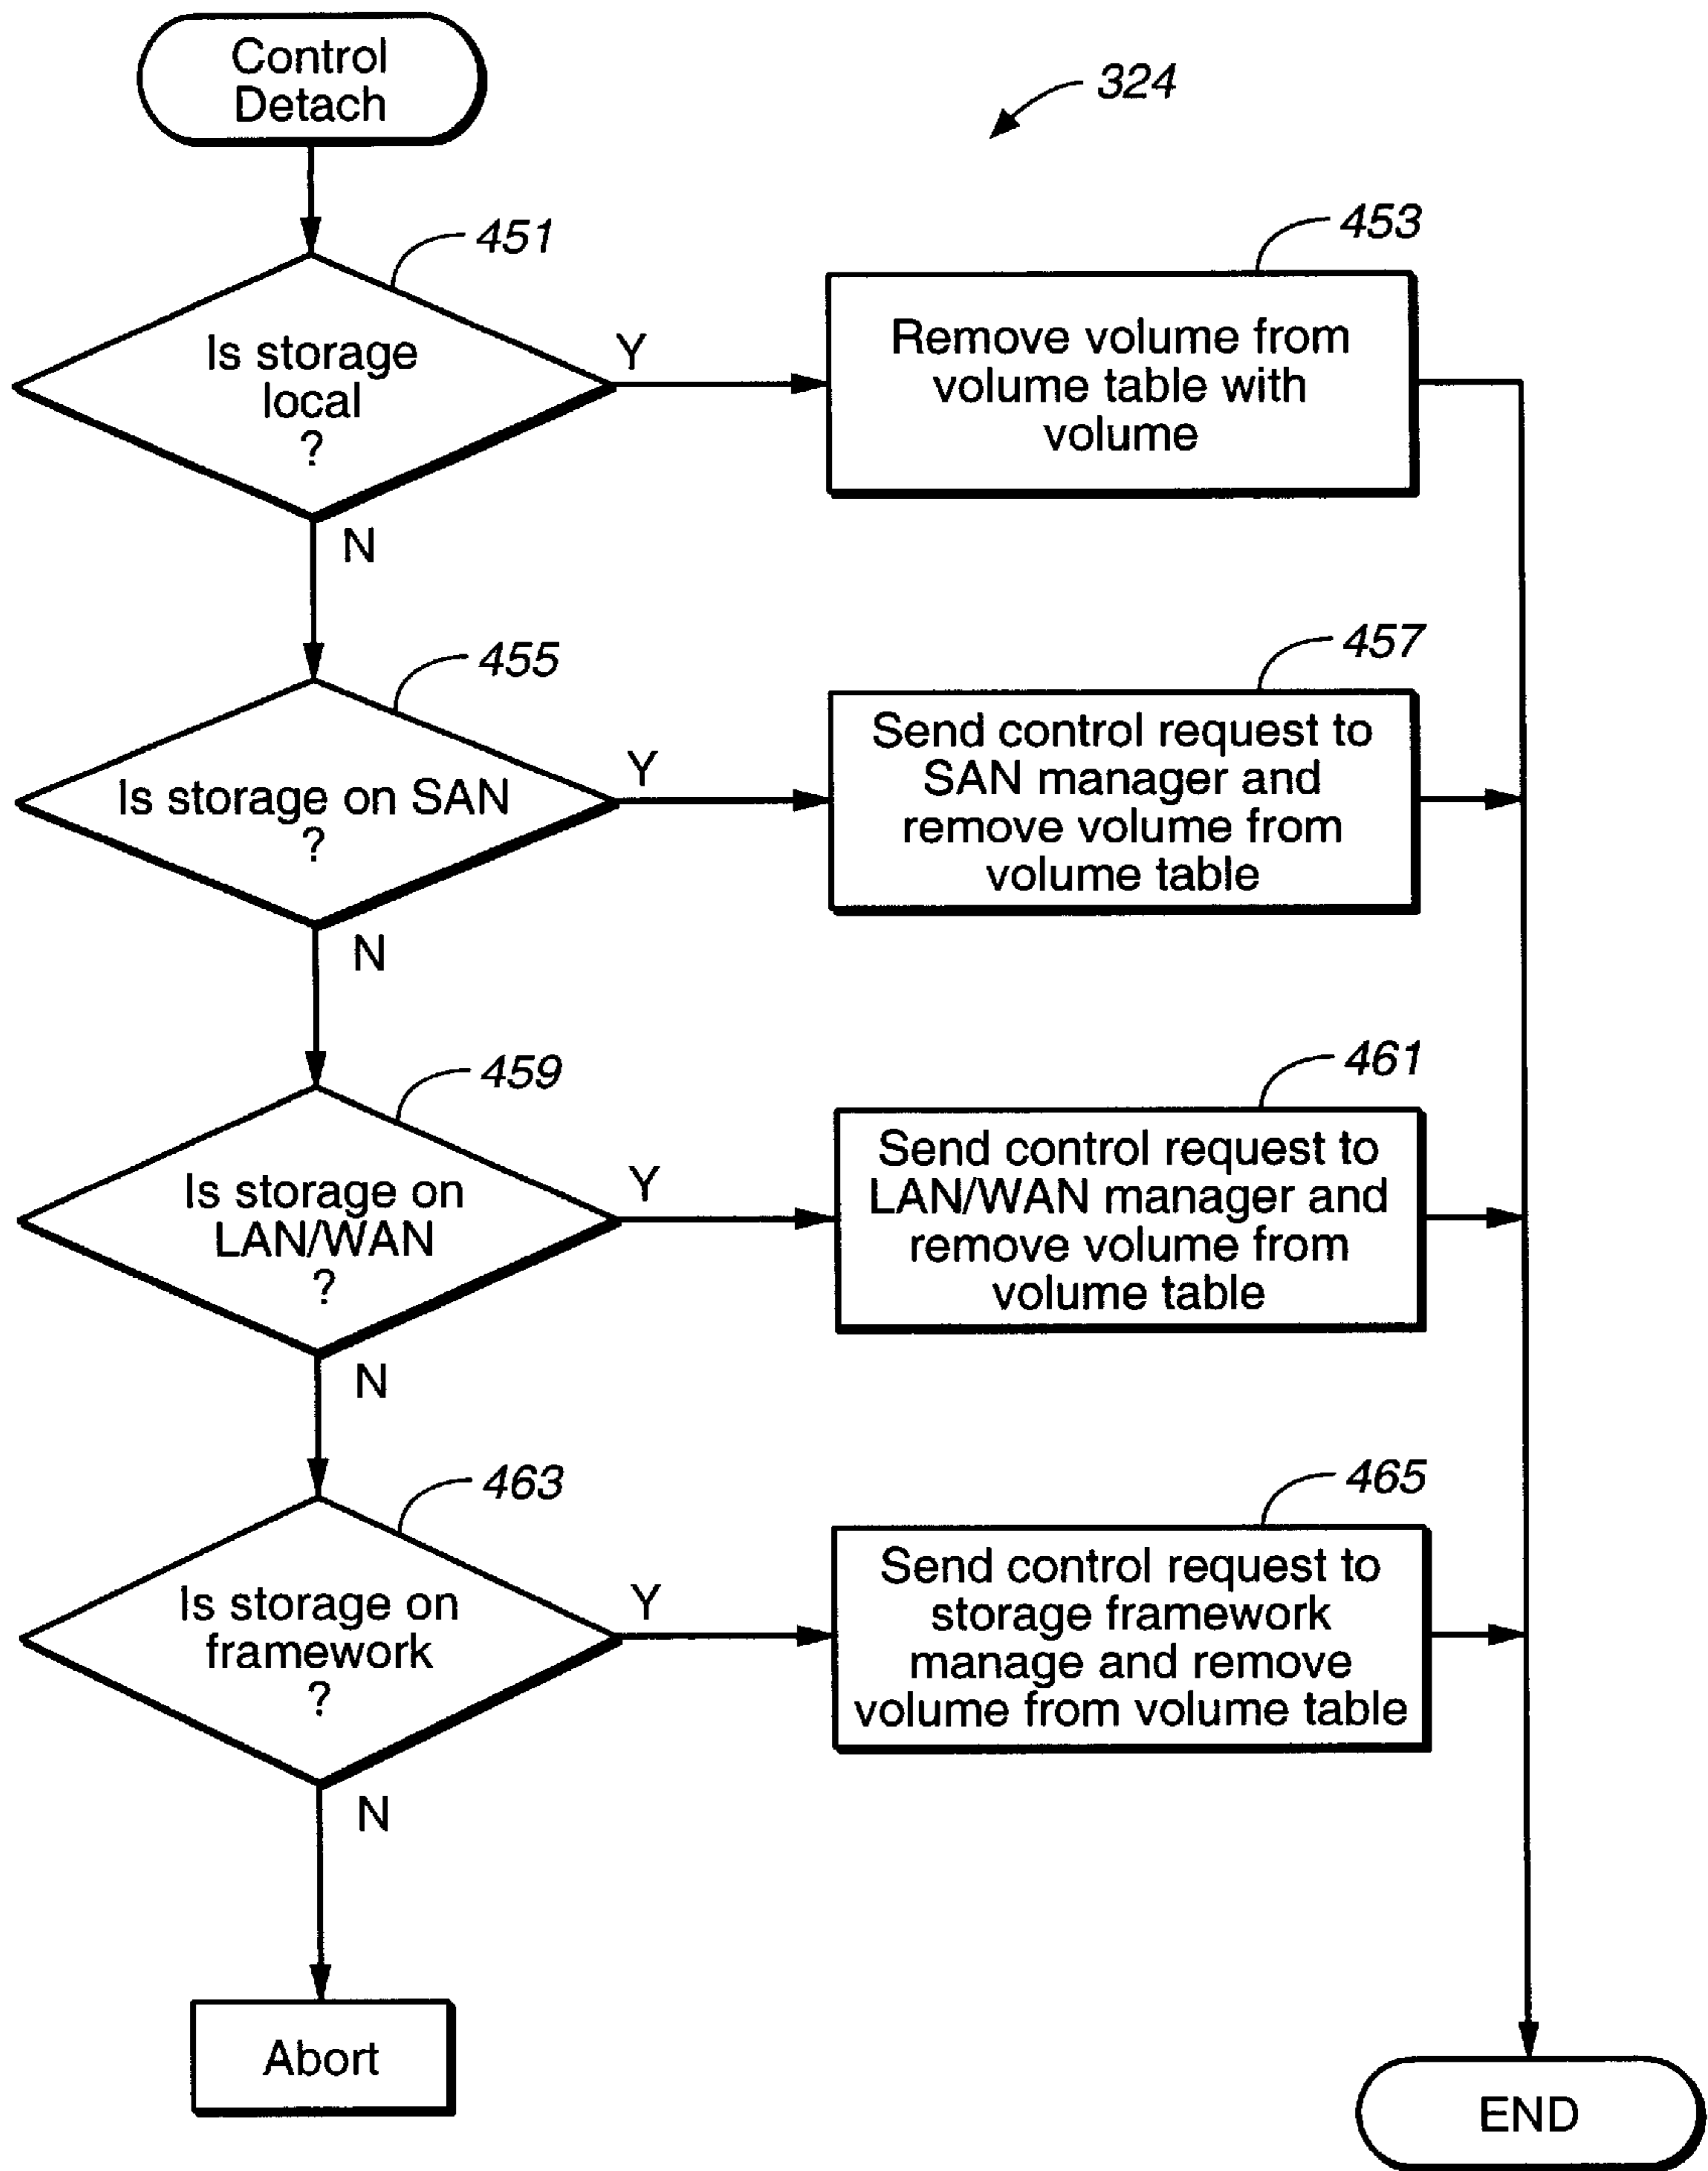 Control
Detach
324
451
Is storage
local
?
Y
N
453
Remove volume from
volume table with
volume
455
Is storage on SAN
?
Y
N
457
Send control request to
SAN manager and
remove volume from
volume table
459
Is storage on
LAN/WAN
?
Y
N
461
Send control request to
LAN/WAN manager and
remove volume from
volume table
463
Is storage on
framework
?
Y
N
465
Send control request to
storage framework
manage and remove
volume from volume table
Abort
END